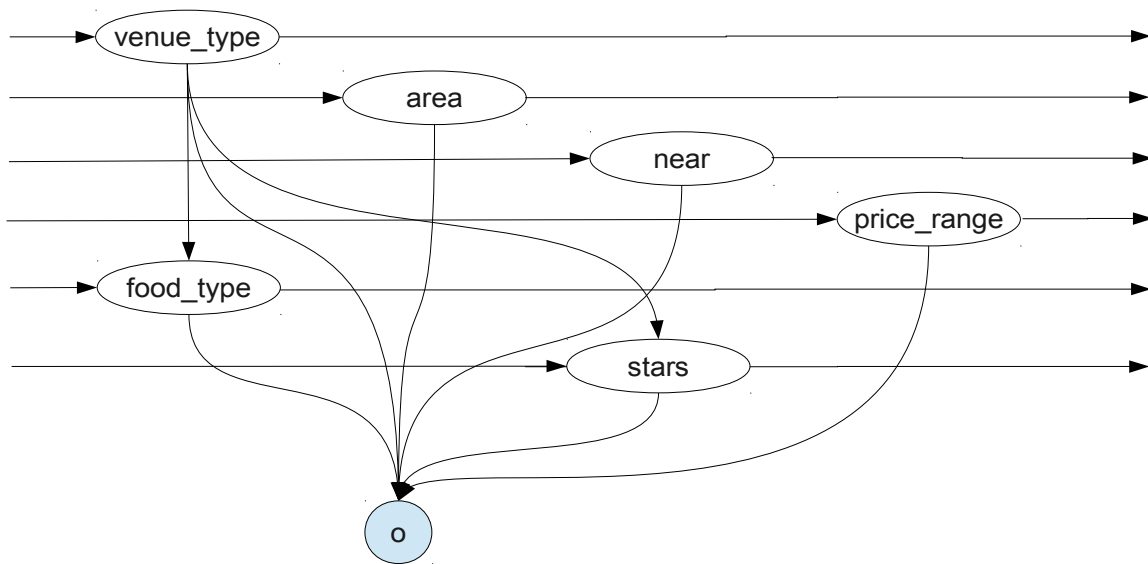 venue_type
area
near
price_range
food_type
stars
o